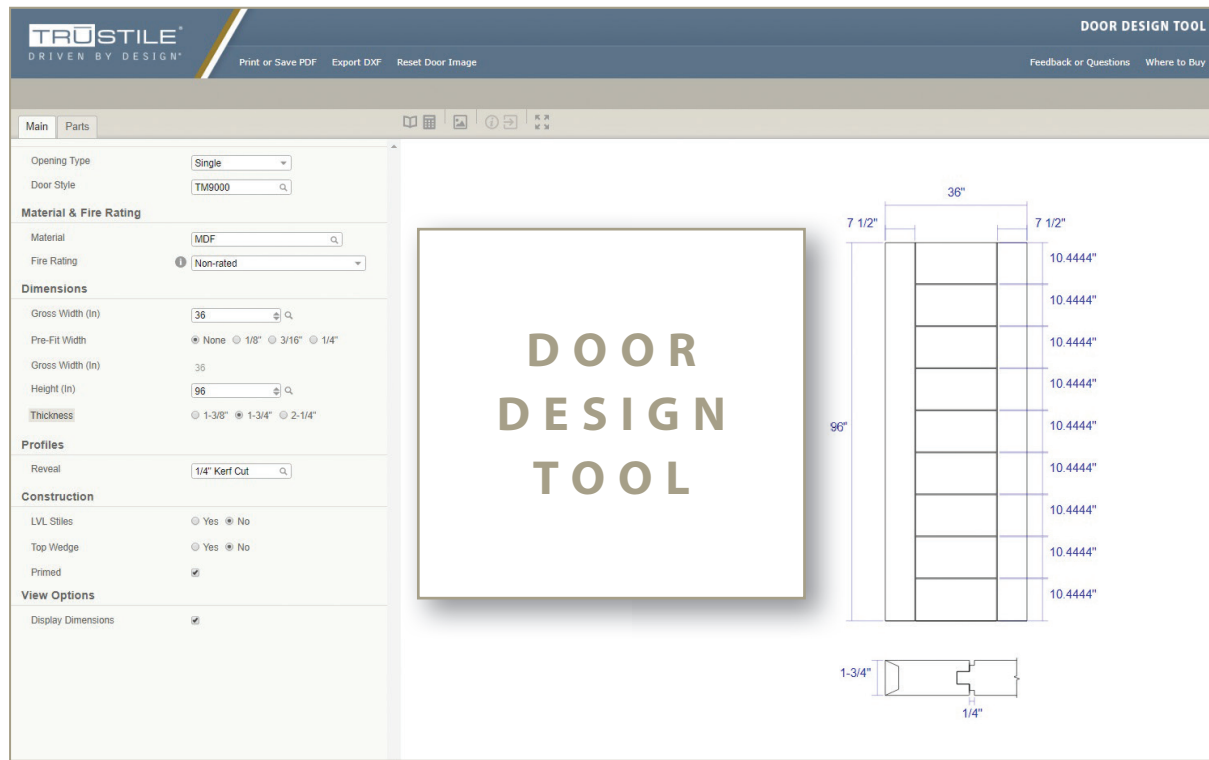 TRŪSTILE®
DRIVEN BY DESIGN®
DOOR DESIGN TOOL
Print or Save PDF Export DXF Reset Door Image
Feedback or Questions Where to Buy
Main Parts
Opening Type Single
Door Style TM9000
Material & Fire Rating
Material MDF
Fire Rating Non-rated
Dimensions
Gross Width (In) 36
Pre-Fit Width None 1/8" 3/16" 1/4"
Gross Width (In) 36
Height (In) 96
Thickness 1-3/8" 1-3/4" 2-1/4"
Profiles
Reveal 1/4" Kerf Cut
Construction
LVL Stiles Yes No
Top Wedge Yes No
Primed
View Options
Display Dimensions
DOOR
DESIGN
TOOL
36"
7 1/2" 7 1/2"
10.4444"
10.4444"
10.4444"
10.4444"
96" 10.4444"
10.4444"
10.4444"
10.4444"
10.4444"
1-3/4"
1/4"